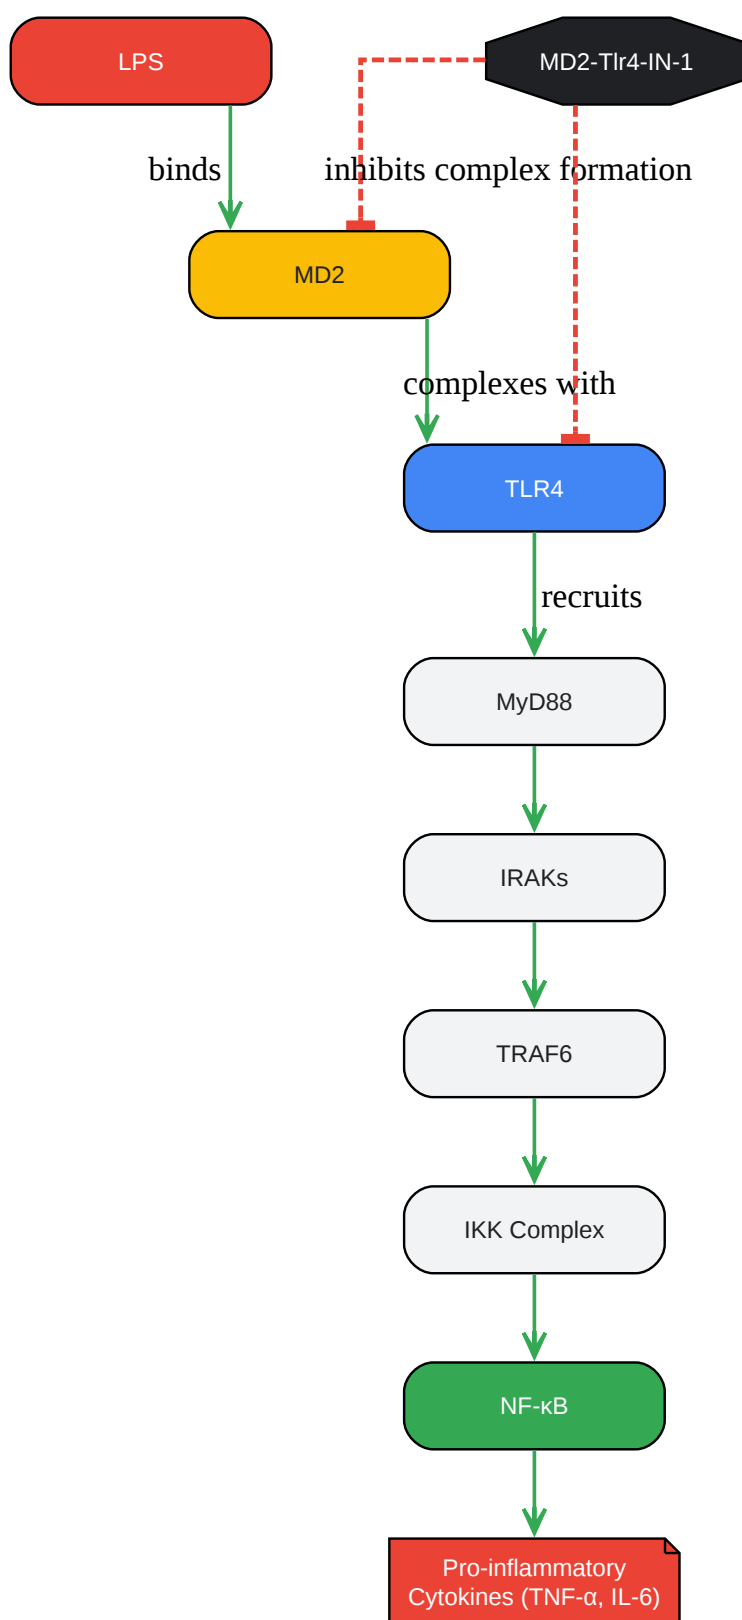 LPS
MD2-Tlr4-IN-1
binds
inhibits complex formation
MD2
complexes with
TLR4
recruits
MyD88
IRAKs
TRAF6
IKK Complex
NF-κB
Pro-inflammatory
Cytokines (TNF-α, IL-6)